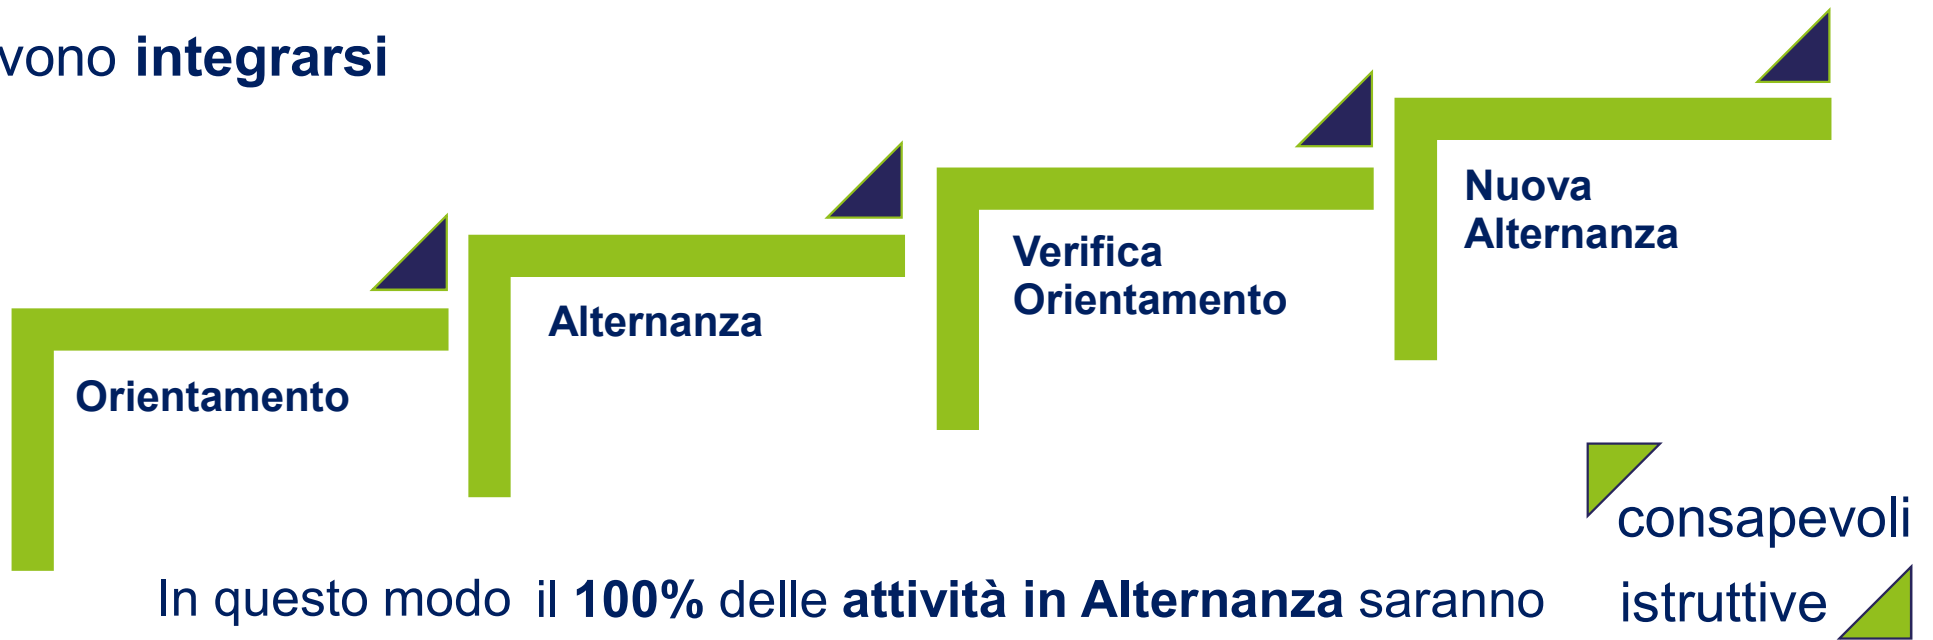 vono integrarsi
Orientamento
Alternanza
Verifica
Orientamento
Nuova
Alternanza
consapevoli
In questo modo il 100% delle attività in Alternanza saranno
istruttive